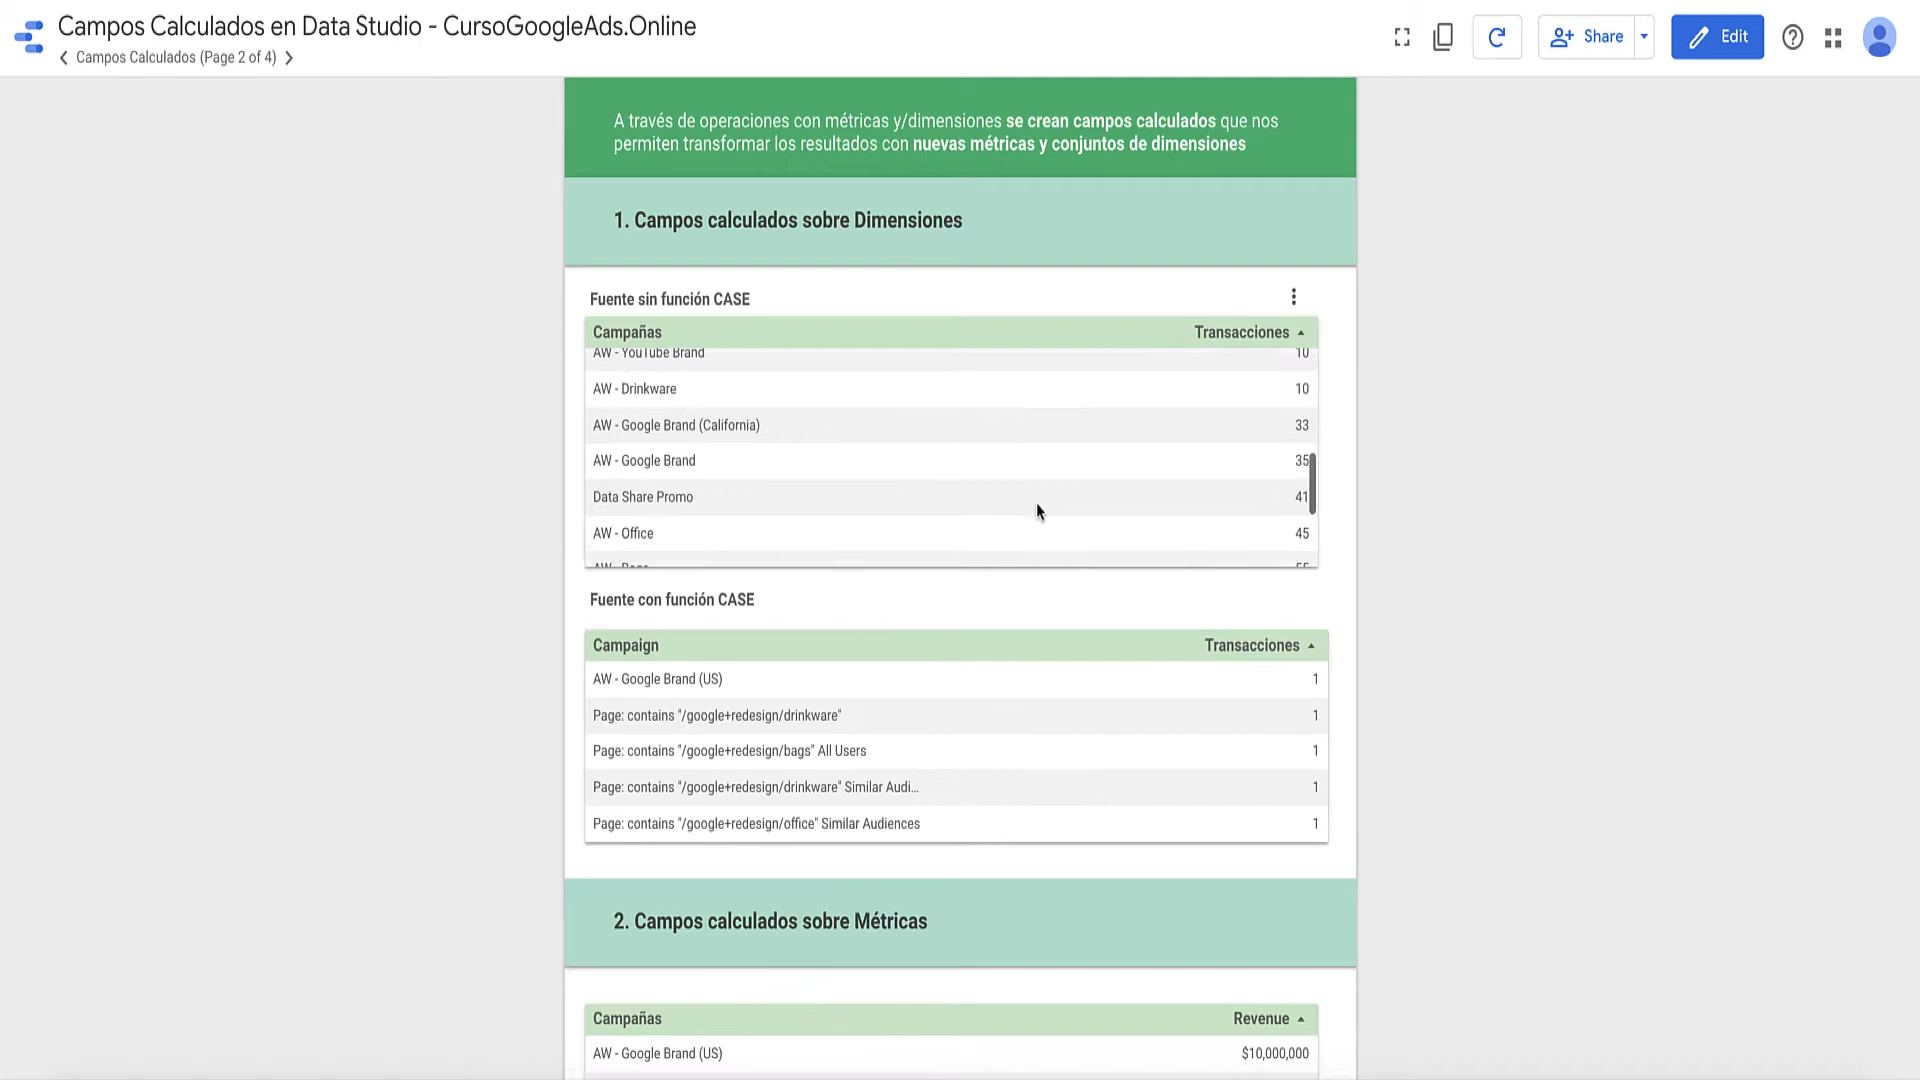 Campos Calculados en Data Studio - CursoGoogleAds.Online
Campos Calculados (Page 2 of 4)
Share
Edit
A través de operaciones con métricas y/dimensiones se crean campos calculados que nos
permiten transformar los resultados con nuevas métricas y conjuntos de dimensiones
1. Campos calculados sobre Dimensiones
Fuente sin función CASE
Campañas Transacciones
AW - YouTube Brand 10
AW - Drinkware 10
AW - Google Brand (California) 33
AW - Google Brand 35
Data Share Promo 41
AW - Office 45
AW - Bags 55
Fuente con función CASE
Campaign Transacciones
AW - Google Brand (US) 1
Page: contains "/google+redesign/drinkware" 1
Page: contains "/google+redesign/bags" All Users 1
Page: contains "/google+redesign/drinkware" Similar Audi... 1
Page: contains "/google+redesign/office" Similar Audiences 1
2. Campos calculados sobre Métricas
Campañas Revenue
AW - Google Brand (US) $10,000,000